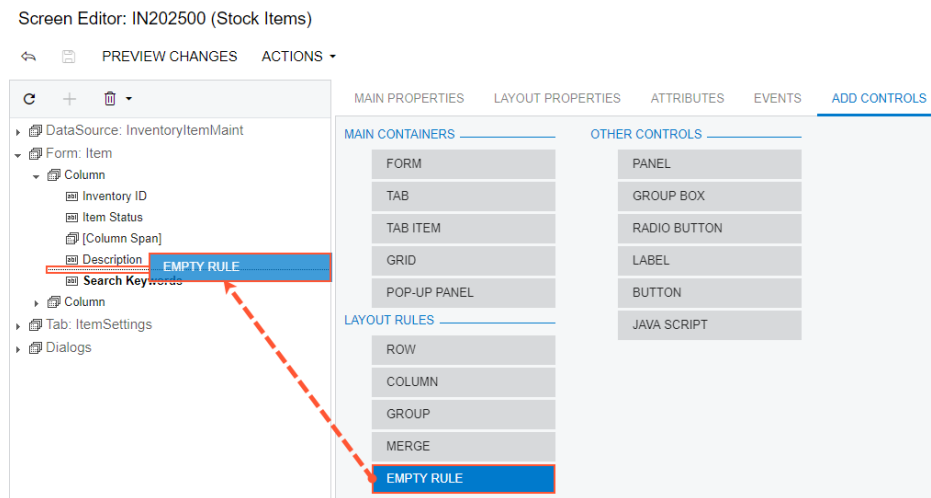 Screen Editor: IN202500 (Stock Items)
PREVIEW CHANGES ACTIONS
MAIN PROPERTIES LAYOUT PROPERTIES ATTRIBUTES EVENTS ADD CONTROLS
DataSource: InventoryItemMaint
Form: Item
Column
Inventory ID
Item Status
[Column Span]
Description
EMPTY RULE
Search Keywords
Column
Tab: ItemSettings
Dialogs
MAIN CONTAINERS
FORM
TAB
TAB ITEM
GRID
POP-UP PANEL
LAYOUT RULES
ROW
COLUMN
GROUP
MERGE
EMPTY RULE
OTHER CONTROLS
PANEL
GROUP BOX
RADIO BUTTON
LABEL
BUTTON
JAVA SCRIPT